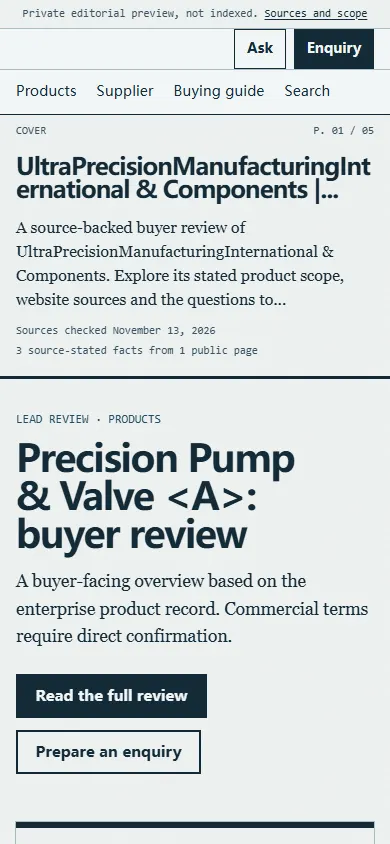 Private editorial preview, not indexed. Sources and scope
Ask
Enquiry
Products Supplier Buying guide Search
COVER
P. 01 / 05
UltraPrecisionManufacturingInt
ernational & Components |...
A source-backed buyer review of
UltraPrecisionManufacturingInternational &
Components. Explore its stated product scope,
website sources and the questions to...
Sources checked November 13, 2026
3 source-stated facts from 1 public page
LEAD REVIEW · PRODUCTS
Precision Pump
& Valve <A>:
buyer review
A buyer-facing overview based on the
enterprise product record. Commercial terms
require direct confirmation.
Read the full review
Prepare an enquiry